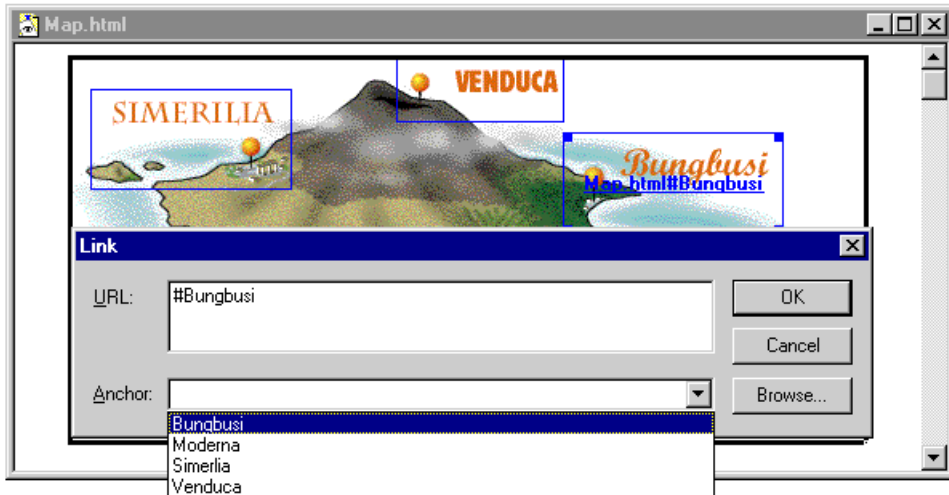 Map.html
VENDUCA
SIMERILIA
Bungbusi
Map.html#Bungbusi
Link
URL:
#Bungbusi
OK
Cancel
Anchor:
Browse...
Bungbusi
Moderna
Simerlia
Venduca